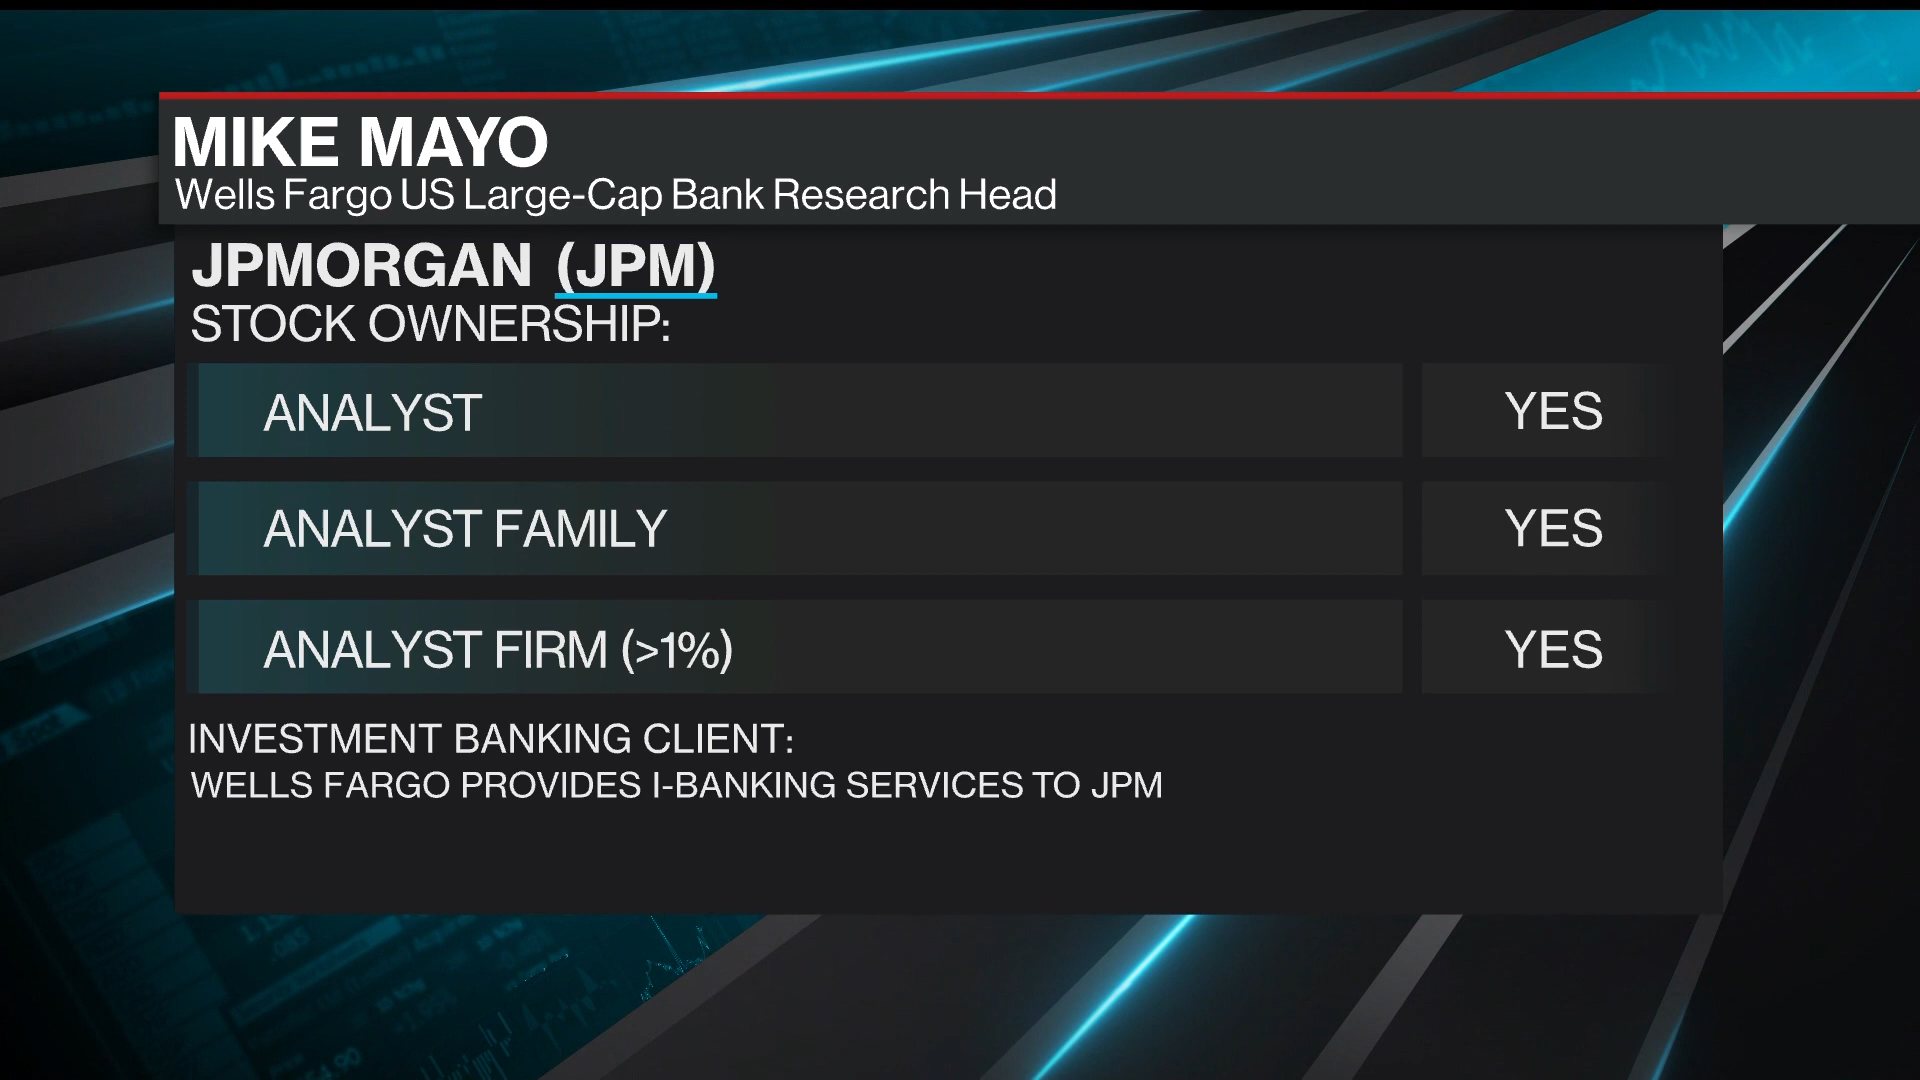 MIKE MAYO
Wells Fargo US Large-Cap Bank Research Head
JPMORGAN (JPM)
STOCK OWNERSHIP:
ANALYST YES
ANALYST FAMILY YES
ANALYST FIRM (>1%) YES
INVESTMENT BANKING CLIENT:
WELLS FARGO PROVIDES I-BANKING SERVICES TO JPM